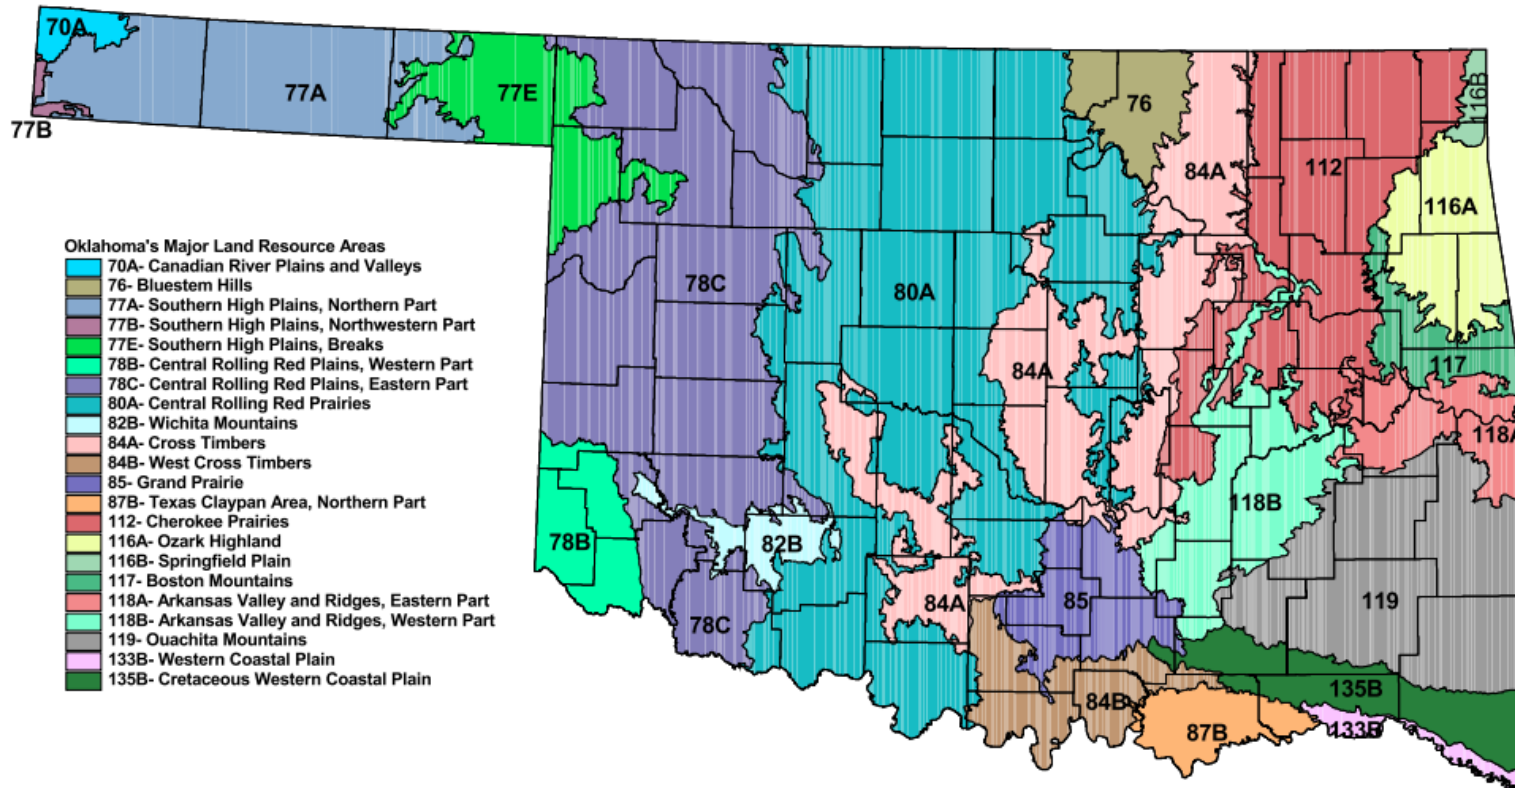 70A
77A
77E
77B
76
84A
112
116B
116A
78C
80A
84A
117
118A
118B
78B
82B
84A
85
119
78C
84B
87B
135B
133B
Oklahoma's Major Land Resource Areas
70A- Canadian River Plains and Valleys
76- Bluestem Hills
77A- Southern High Plains, Northern Part
77B- Southern High Plains, Northwestern Part
77E- Southern High Plains, Breaks
78B- Central Rolling Red Plains, Western Part
78C- Central Rolling Red Plains, Eastern Part
80A- Central Rolling Red Prairies
82B- Wichita Mountains
84A- Cross Timbers
84B- West Cross Timbers
85- Grand Prairie
87B- Texas Claypan Area, Northern Part
112- Cherokee Prairies
116A- Ozark Highland
116B- Springfield Plain
117- Boston Mountains
118A- Arkansas Valley and Ridges, Eastern Part
118B- Arkansas Valley and Ridges, Western Part
119- Ouachita Mountains
133B- Western Coastal Plain
135B- Cretaceous Western Coastal Plain